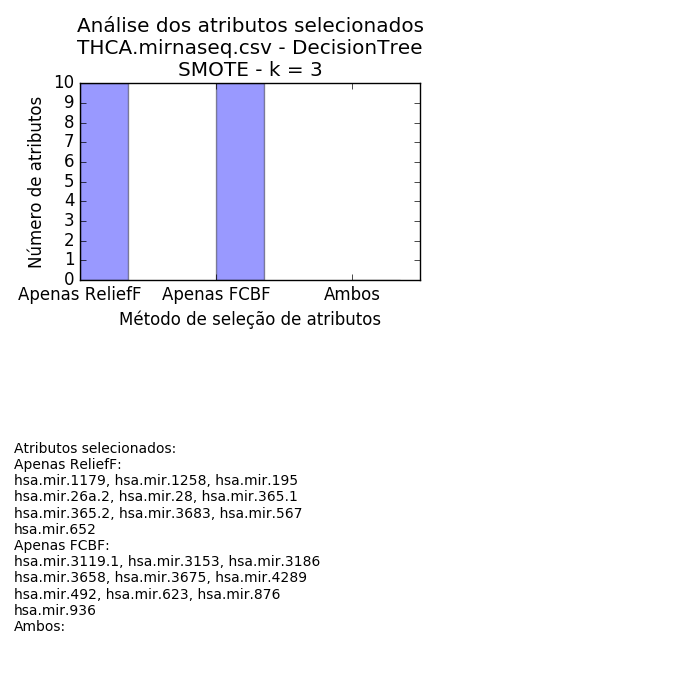 Análise dos atributos selecionados
THCA.mirnaseq.csv - DecisionTree
SMOTE - k = 3
10
9
8
7
6
5
4
3
2
1
0
Número de atributos
Apenas ReliefF Apenas FCBF Ambos
Método de seleção de atributos
Atributos selecionados:
Apenas ReliefF:
hsa.mir.1179, hsa.mir.1258, hsa.mir.195
hsa.mir.26a.2, hsa.mir.28, hsa.mir.365.1
hsa.mir.365.2, hsa.mir.3683, hsa.mir.567
hsa.mir.652
Apenas FCBF:
hsa.mir.3119.1, hsa.mir.3153, hsa.mir.3186
hsa.mir.3658, hsa.mir.3675, hsa.mir.4289
hsa.mir.492, hsa.mir.623, hsa.mir.876
hsa.mir.936
Ambos: